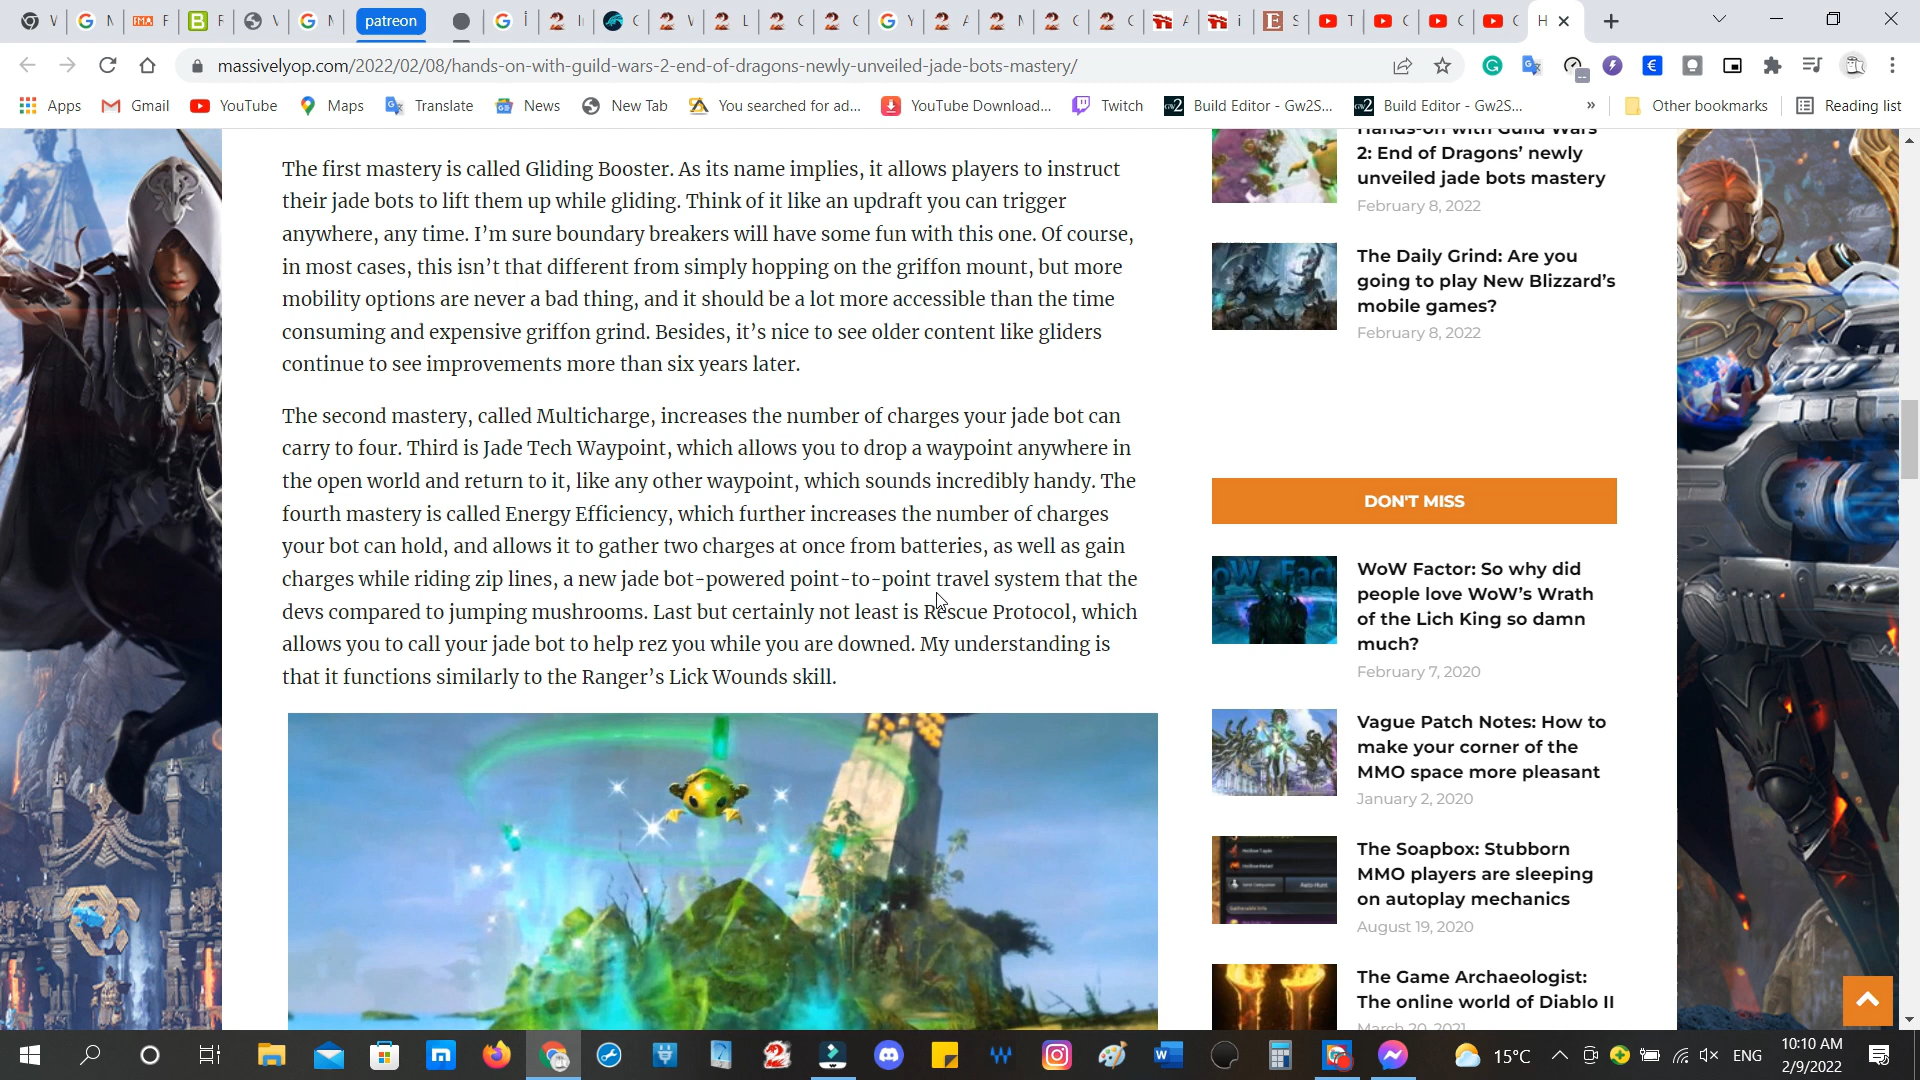 patreon
massivelyop.com/2022/02/08/hands-on-with-guild-wars-2-end-of-dragons-newly-unveiled-jade-bots-mastery/
Apps
Gmail
YouTube
Maps
Translate
News
New Tab
You searched for ad...
YouTube Download...
Twitch
Build Editor - Gw2S...
Build Editor - Gw2S...
»
Other bookmarks
Reading list
The first mastery is called Gliding Booster. As its name implies, it allows players to instruct
their jade bots to lift them up while gliding. Think of it like an updraft you can trigger
anywhere, any time. I’m sure boundary breakers will have some fun with this one. Of course,
in most cases, this isn’t that different from simply hopping on the griffon mount, but more
mobility options are never a bad thing, and it should be a lot more accessible than the time
consuming and expensive griffon grind. Besides, it’s nice to see older content like gliders
continue to see improvements more than six years later.
The second mastery, called Multicharge, increases the number of charges your jade bot can
carry to four. Third is Jade Tech Waypoint, which allows you to drop a waypoint anywhere in
the open world and return to it, like any other waypoint, which sounds incredibly handy. The
fourth mastery is called Energy Efficiency, which further increases the number of charges
your bot can hold, and allows it to gather two charges at once from batteries, as well as gain
charges while riding zip lines, a new jade bot-powered point-to-point travel system that the
devs compared to jumping mushrooms. Last but certainly not least is Rescue Protocol, which
allows you to call your jade bot to help rez you while you are downed. My understanding is
that it functions similarly to the Ranger’s Lick Wounds skill.
Hands-on with Guild Wars
2: End of Dragons’ newly
unveiled jade bots mastery
February 8, 2022
The Daily Grind: Are you
going to play New Blizzard’s
mobile games?
February 8, 2022
DON'T MISS
WoW Factor: So why did
people love WoW’s Wrath
of the Lich King so damn
much?
February 7, 2020
Vague Patch Notes: How to
make your corner of the
MMO space more pleasant
January 2, 2020
The Soapbox: Stubborn
MMO players are sleeping
on autoplay mechanics
August 19, 2020
The Game Archaeologist:
The online world of Diablo II
March 20, 2021
15°C
ENG
10:10 AM
2/9/2022